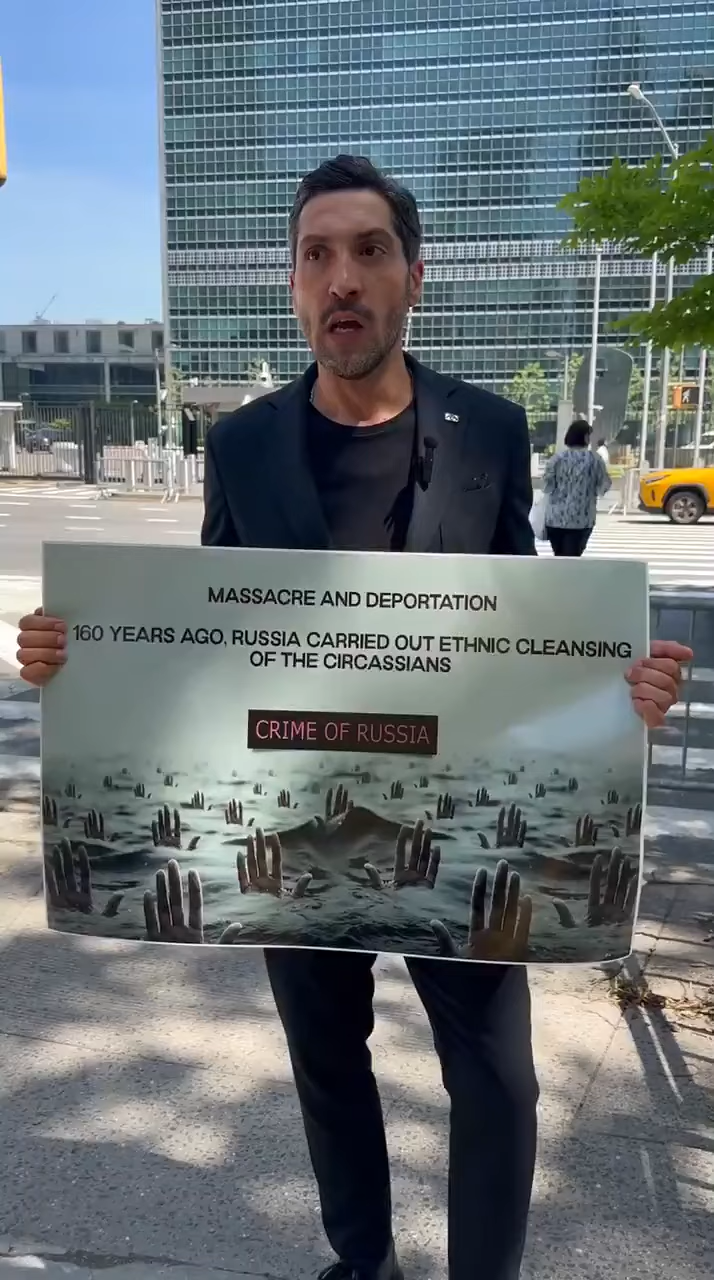 MASSACRE AND DEPORTATION
160 YEARS AGO, RUSSIA CARRIED OUT ETHNIC CLEANSING
OF THE CIRCASSIANS
CRIME OF RUSSIA